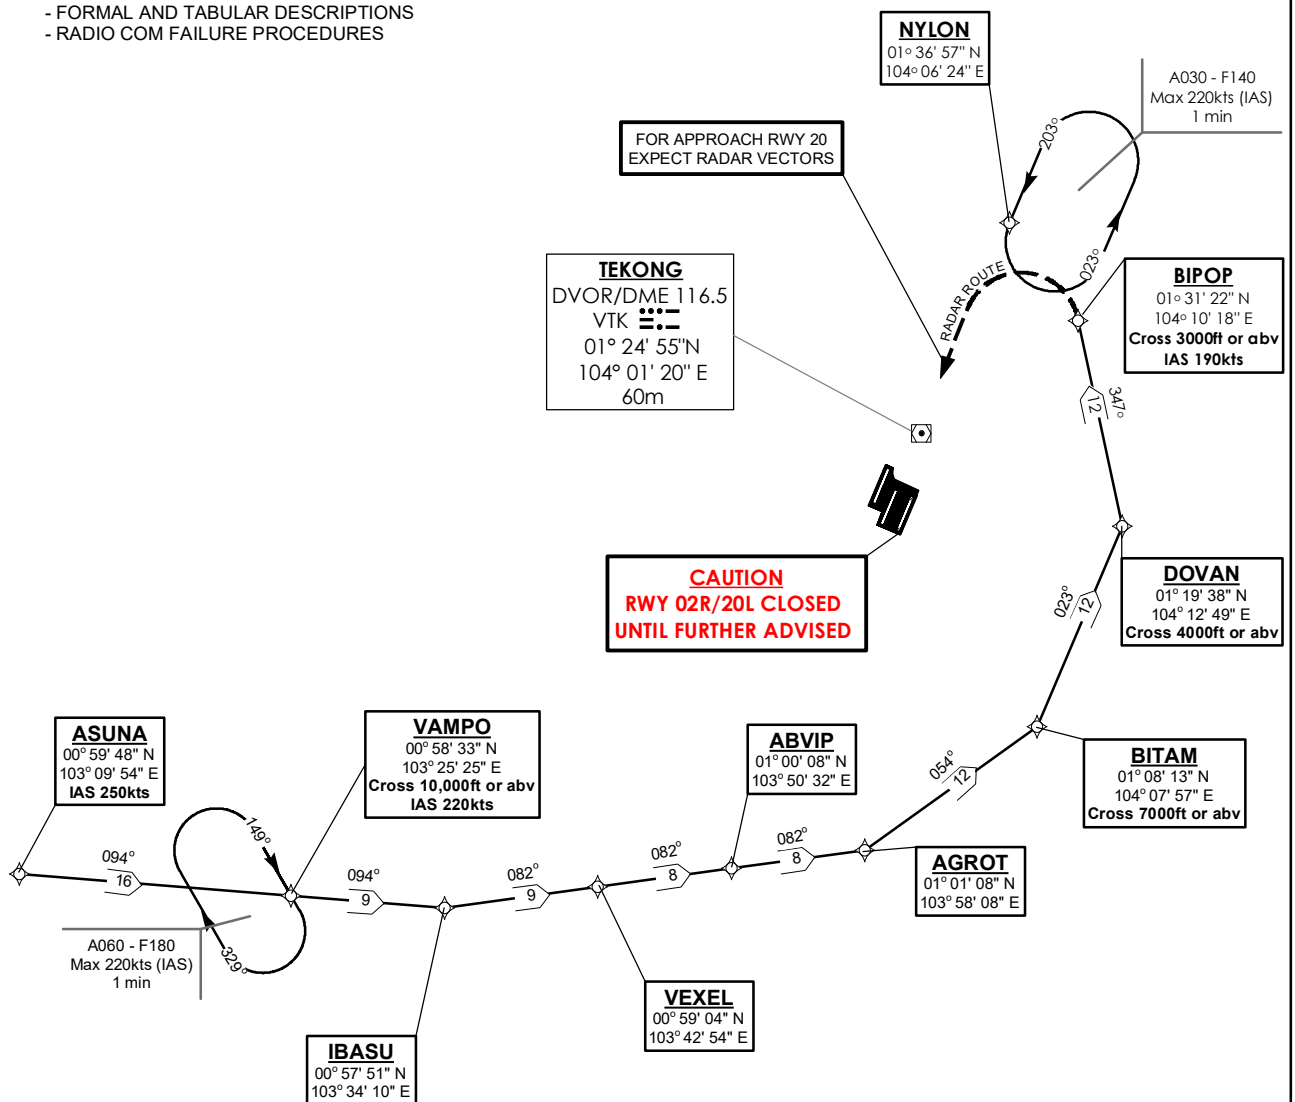 - FORMAL AND TABULAR DESCRIPTIONS
- RADIO COM FAILURE PROCEDURES
NYLON
01° 36' 57" N
104° 06' 24" E
A030 - F140
Max 220kts (IAS)
1 min
203°
023°
FOR APPROACH RWY 20
EXPECT RADAR VECTORS
RADAR ROUTE
TEKONG
DVOR/DME 116.5
VTK
01° 24' 55"N
104° 01' 20" E
60m
BIPOP
01° 31' 22" N
104° 10' 18" E
Cross 3000ft or abv
IAS 190kts
347°
12
CAUTION
RWY 02R/20L CLOSED
UNTIL FURTHER ADVISED
DOVAN
01° 19' 38" N
104° 12' 49" E
Cross 4000ft or abv
023°
12
ASUNA
00° 59' 48" N
103° 09' 54" E
IAS 250kts
VAMPO
00° 58' 33" N
103° 25' 25" E
Cross 10,000ft or abv
IAS 220kts
ABVIP
01° 00' 08" N
103° 50' 32" E
BITAM
01° 08' 13" N
104° 07' 57" E
Cross 7000ft or abv
054°
12
149°
329°
094°
16
094°
9
082°
9
082°
8
082°
8
AGROT
01° 01' 08" N
103° 58' 08" E
A060 - F180
Max 220kts (IAS)
1 min
VEXEL
00° 59' 04" N
103° 42' 54" E
IBASU
00° 57' 51" N
103° 34' 10" E